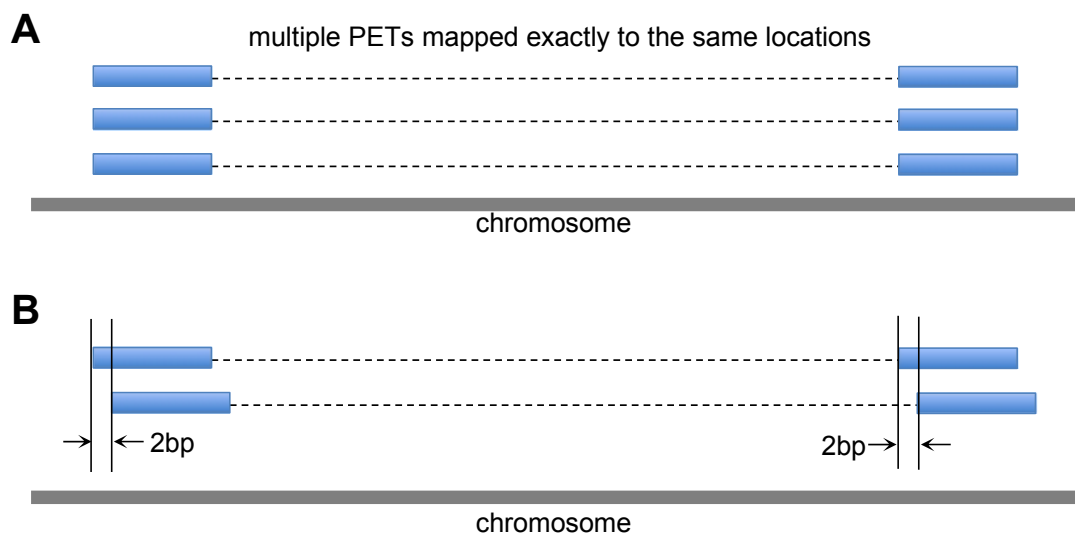 A
multiple PETs mapped exactly to the same locations
chromosome
B
2bp
2bp
chromosome